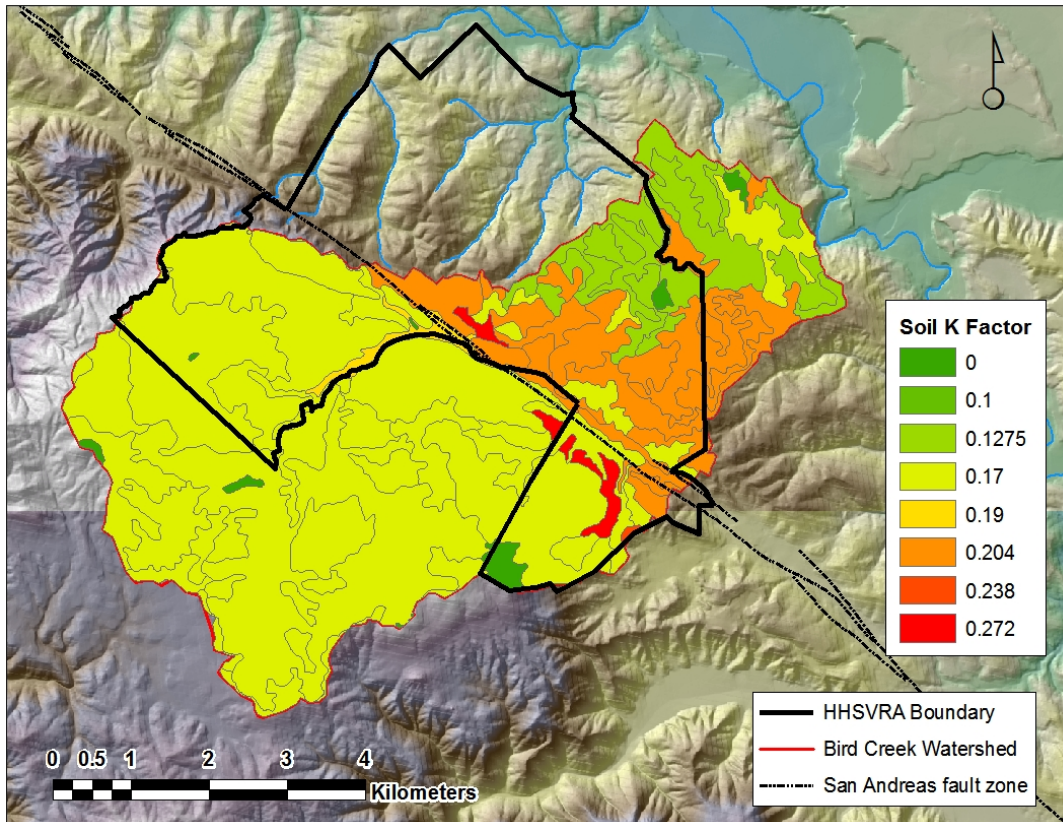 Soil K Factor
0
0.1
0.1275
0.17
0.19
0.204
0.238
0.272
HHSVRA Boundary
Bird Creek Watershed
San Andreas fault zone
0 0.5 1 2 3 4
Kilometers